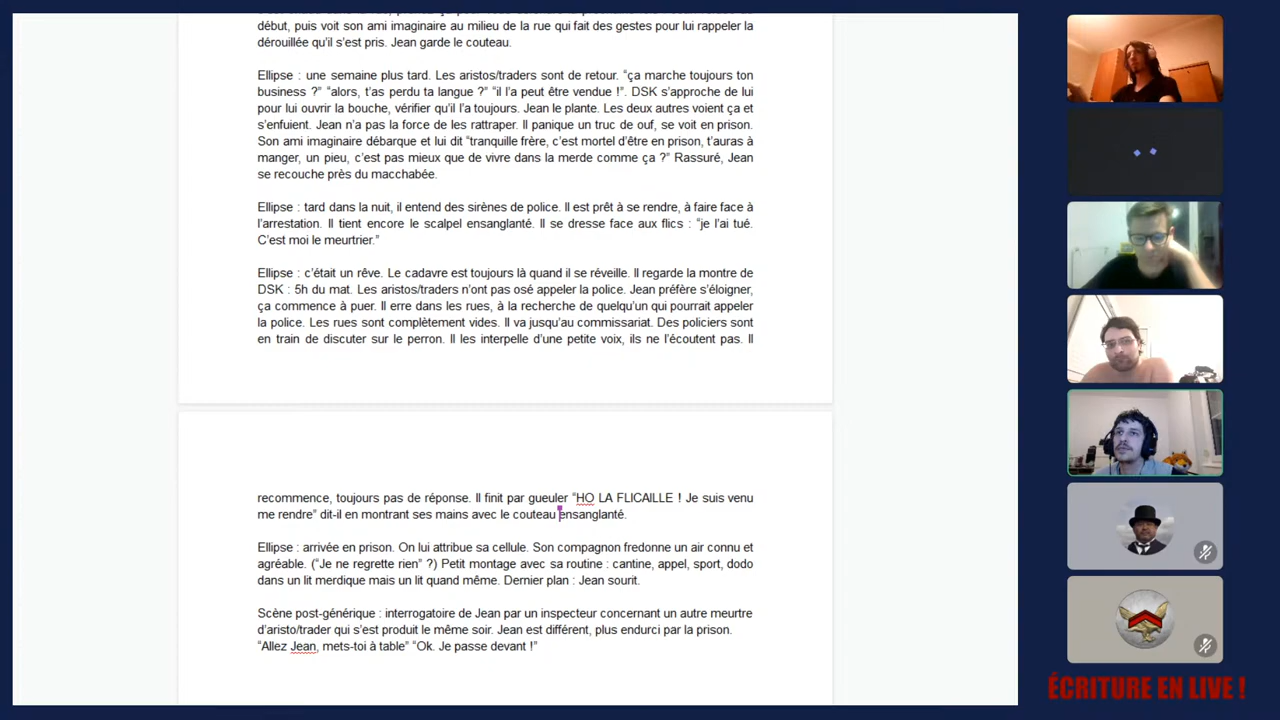 début, puis voit son ami imaginaire au milieu de la rue qui fait des gestes pour lui rappeler la
dérouillée qu'il s'est pris. Jean garde le couteau.
Ellipse : une semaine plus tard. Les aristos/traders sont de retour. “ça marche toujours ton
business ?” “alors, t'as perdu ta langue ?” “il l'a peut être vendue !”. DSK s'approche de lui
pour lui ouvrir la bouche, vérifier qu'il l'a toujours. Jean le plante. Les deux autres voient ça et
s'enfuient. Jean n'a pas la force de les rattraper. Il panique un truc de ouf, se voit en prison.
Son ami imaginaire débarque et lui dit “tranquille frère, c'est mortel d'être en prison, t'auras à
manger, un pieu, c'est pas mieux que de vivre dans la merde comme ça ?” Rassuré, Jean
se recouche près du macchabée.
Ellipse : tard dans la nuit, il entend des sirènes de police. Il est prêt à se rendre, à faire face à
l'arrestation. Il tient encore le scalpel ensanglanté. Il se dresse face aux flics : “je l'ai tué.
C'est moi le meurtrier.”
Ellipse : c'était un rêve. Le cadavre est toujours là quand il se réveille. Il regarde la montre de
DSK : 5h du mat. Les aristos/traders n'ont pas osé appeler la police. Jean préfère s'éloigner,
ça commence à puer. Il erre dans les rues, à la recherche de quelqu'un qui pourrait appeler
la police. Les rues sont complètement vides. Il va jusqu'au commissariat. Des policiers sont
en train de discuter sur le perron. Il les interpelle d'une petite voix, ils ne l'écoutent pas. Il
recommence, toujours pas de réponse. Il finit par gueuler “HO LA FLICAILLE ! Je suis venu
me rendre” dit-il en montrant ses mains avec le couteau ensanglanté.
Ellipse : arrivée en prison. On lui attribue sa cellule. Son compagnon fredonne un air connu et
agréable. (“Je ne regrette rien” ?) Petit montage avec sa routine : cantine, appel, sport, dodo
dans un lit merdique mais un lit quand même. Dernier plan : Jean sourit.
Scène post-générique : interrogatoire de Jean par un inspecteur concernant un autre meurtre
d'aristo/trader qui s'est produit le même soir. Jean est différent, plus endurci par la prison.
“Allez Jean, mets-toi à table” “Ok. Je passe devant !”
ÉCRITURE EN LIVE !